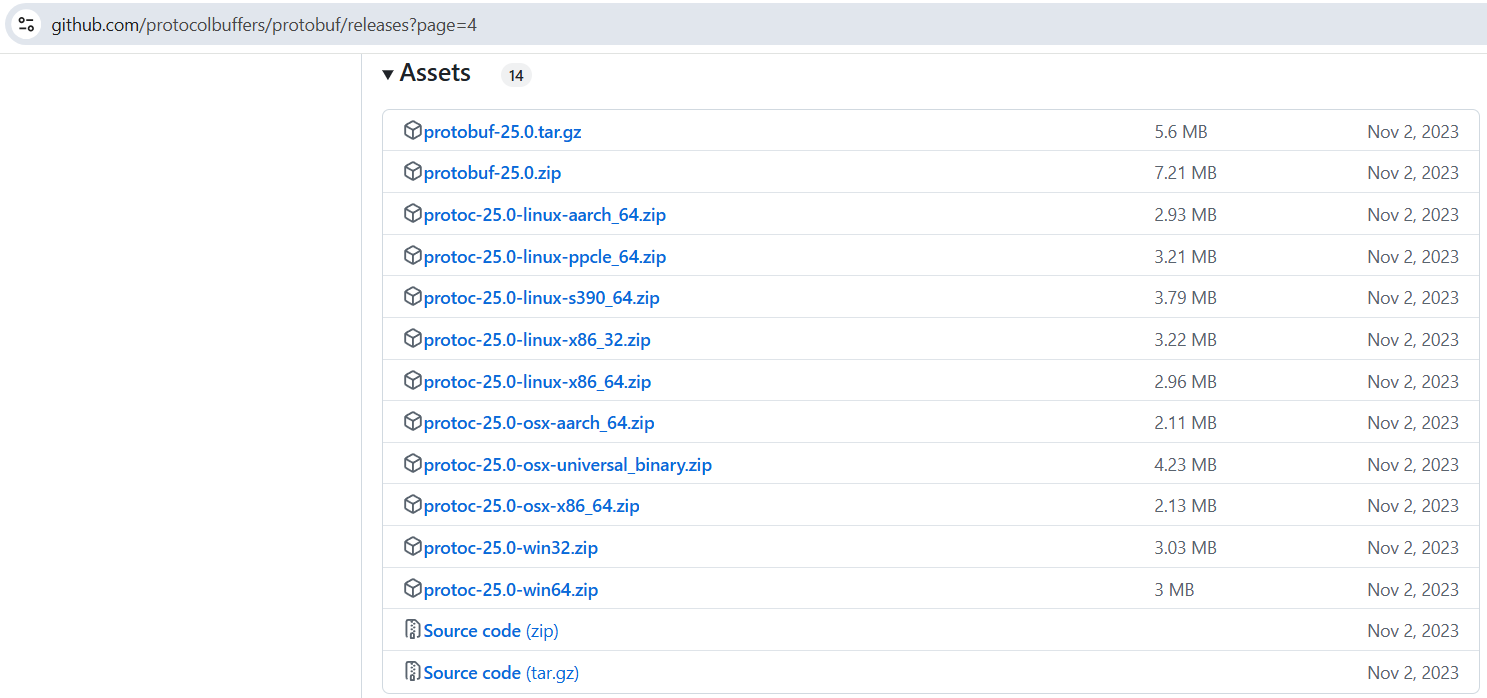 github.com/protocolbuffers/protobuf/releases?page=4
Assets 14
protobuf-25.0.tar.gz 5.6 MB Nov 2, 2023
protobuf-25.0.zip 7.21 MB Nov 2, 2023
protoc-25.0-linux-aarch_64.zip 2.93 MB Nov 2, 2023
protoc-25.0-linux-ppcle_64.zip 3.21 MB Nov 2, 2023
protoc-25.0-linux-s390_64.zip 3.79 MB Nov 2, 2023
protoc-25.0-linux-x86_32.zip 3.22 MB Nov 2, 2023
protoc-25.0-linux-x86_64.zip 2.96 MB Nov 2, 2023
protoc-25.0-osx-aarch_64.zip 2.11 MB Nov 2, 2023
protoc-25.0-osx-universal_binary.zip 4.23 MB Nov 2, 2023
protoc-25.0-osx-x86_64.zip 2.13 MB Nov 2, 2023
protoc-25.0-win32.zip 3.03 MB Nov 2, 2023
protoc-25.0-win64.zip 3 MB Nov 2, 2023
Source code (zip) Nov 2, 2023
Source code (tar.gz) Nov 2, 2023